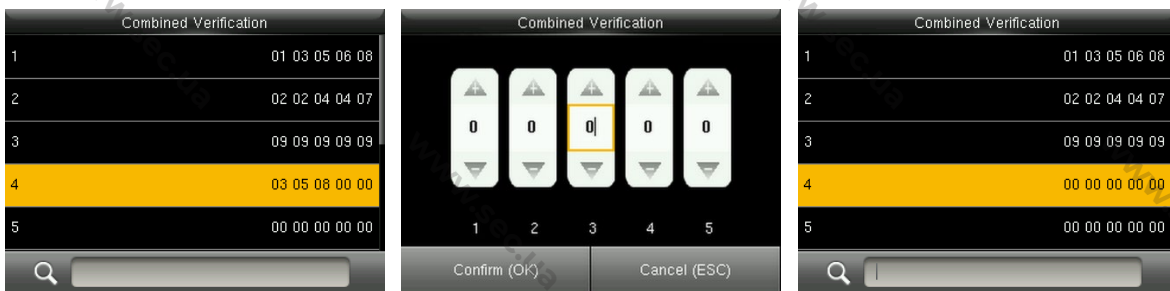 Combined Verification
1 01 03 05 06 08
2 02 02 04 04 07
3 09 09 09 09 09
4 03 05 08 00 00
5 00 00 00 00 00
Combined Verification
0 0 0 0 0
1 2 3 4 5
Confirm (OK) Cancel (ESC)
Combined Verification
1 01 03 05 06 08
2 02 02 04 04 07
3 09 09 09 09 09
4 00 00 00 00 00
5 00 00 00 00 00
www.sec.ua